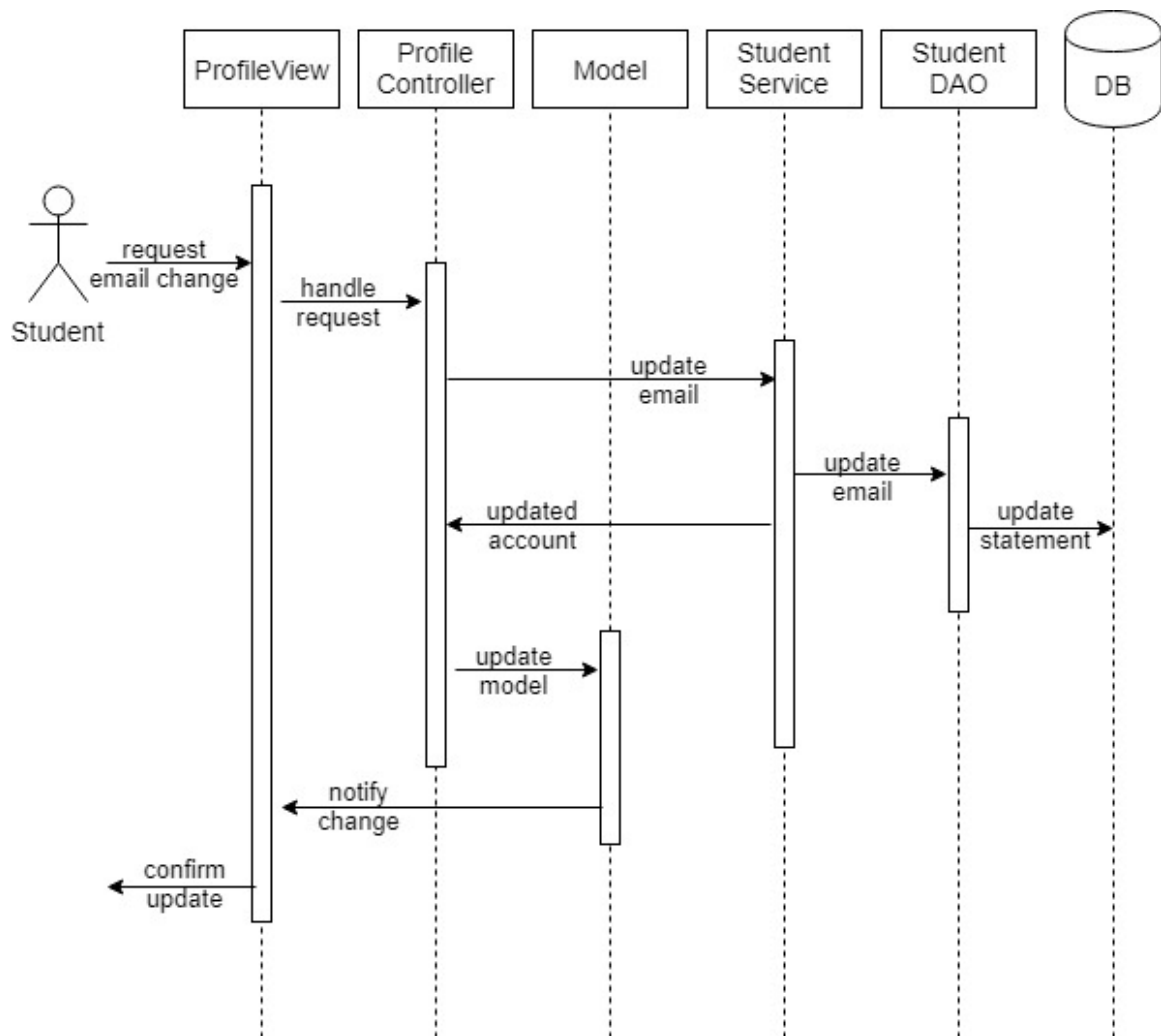 ProfileView
Profile
Controller
Model
Student
Service
Student
DAO
DB
request
email change
Student
handle
request
update
email
update
email
updated
account
update
statement
update
model
notify
change
confirm
update